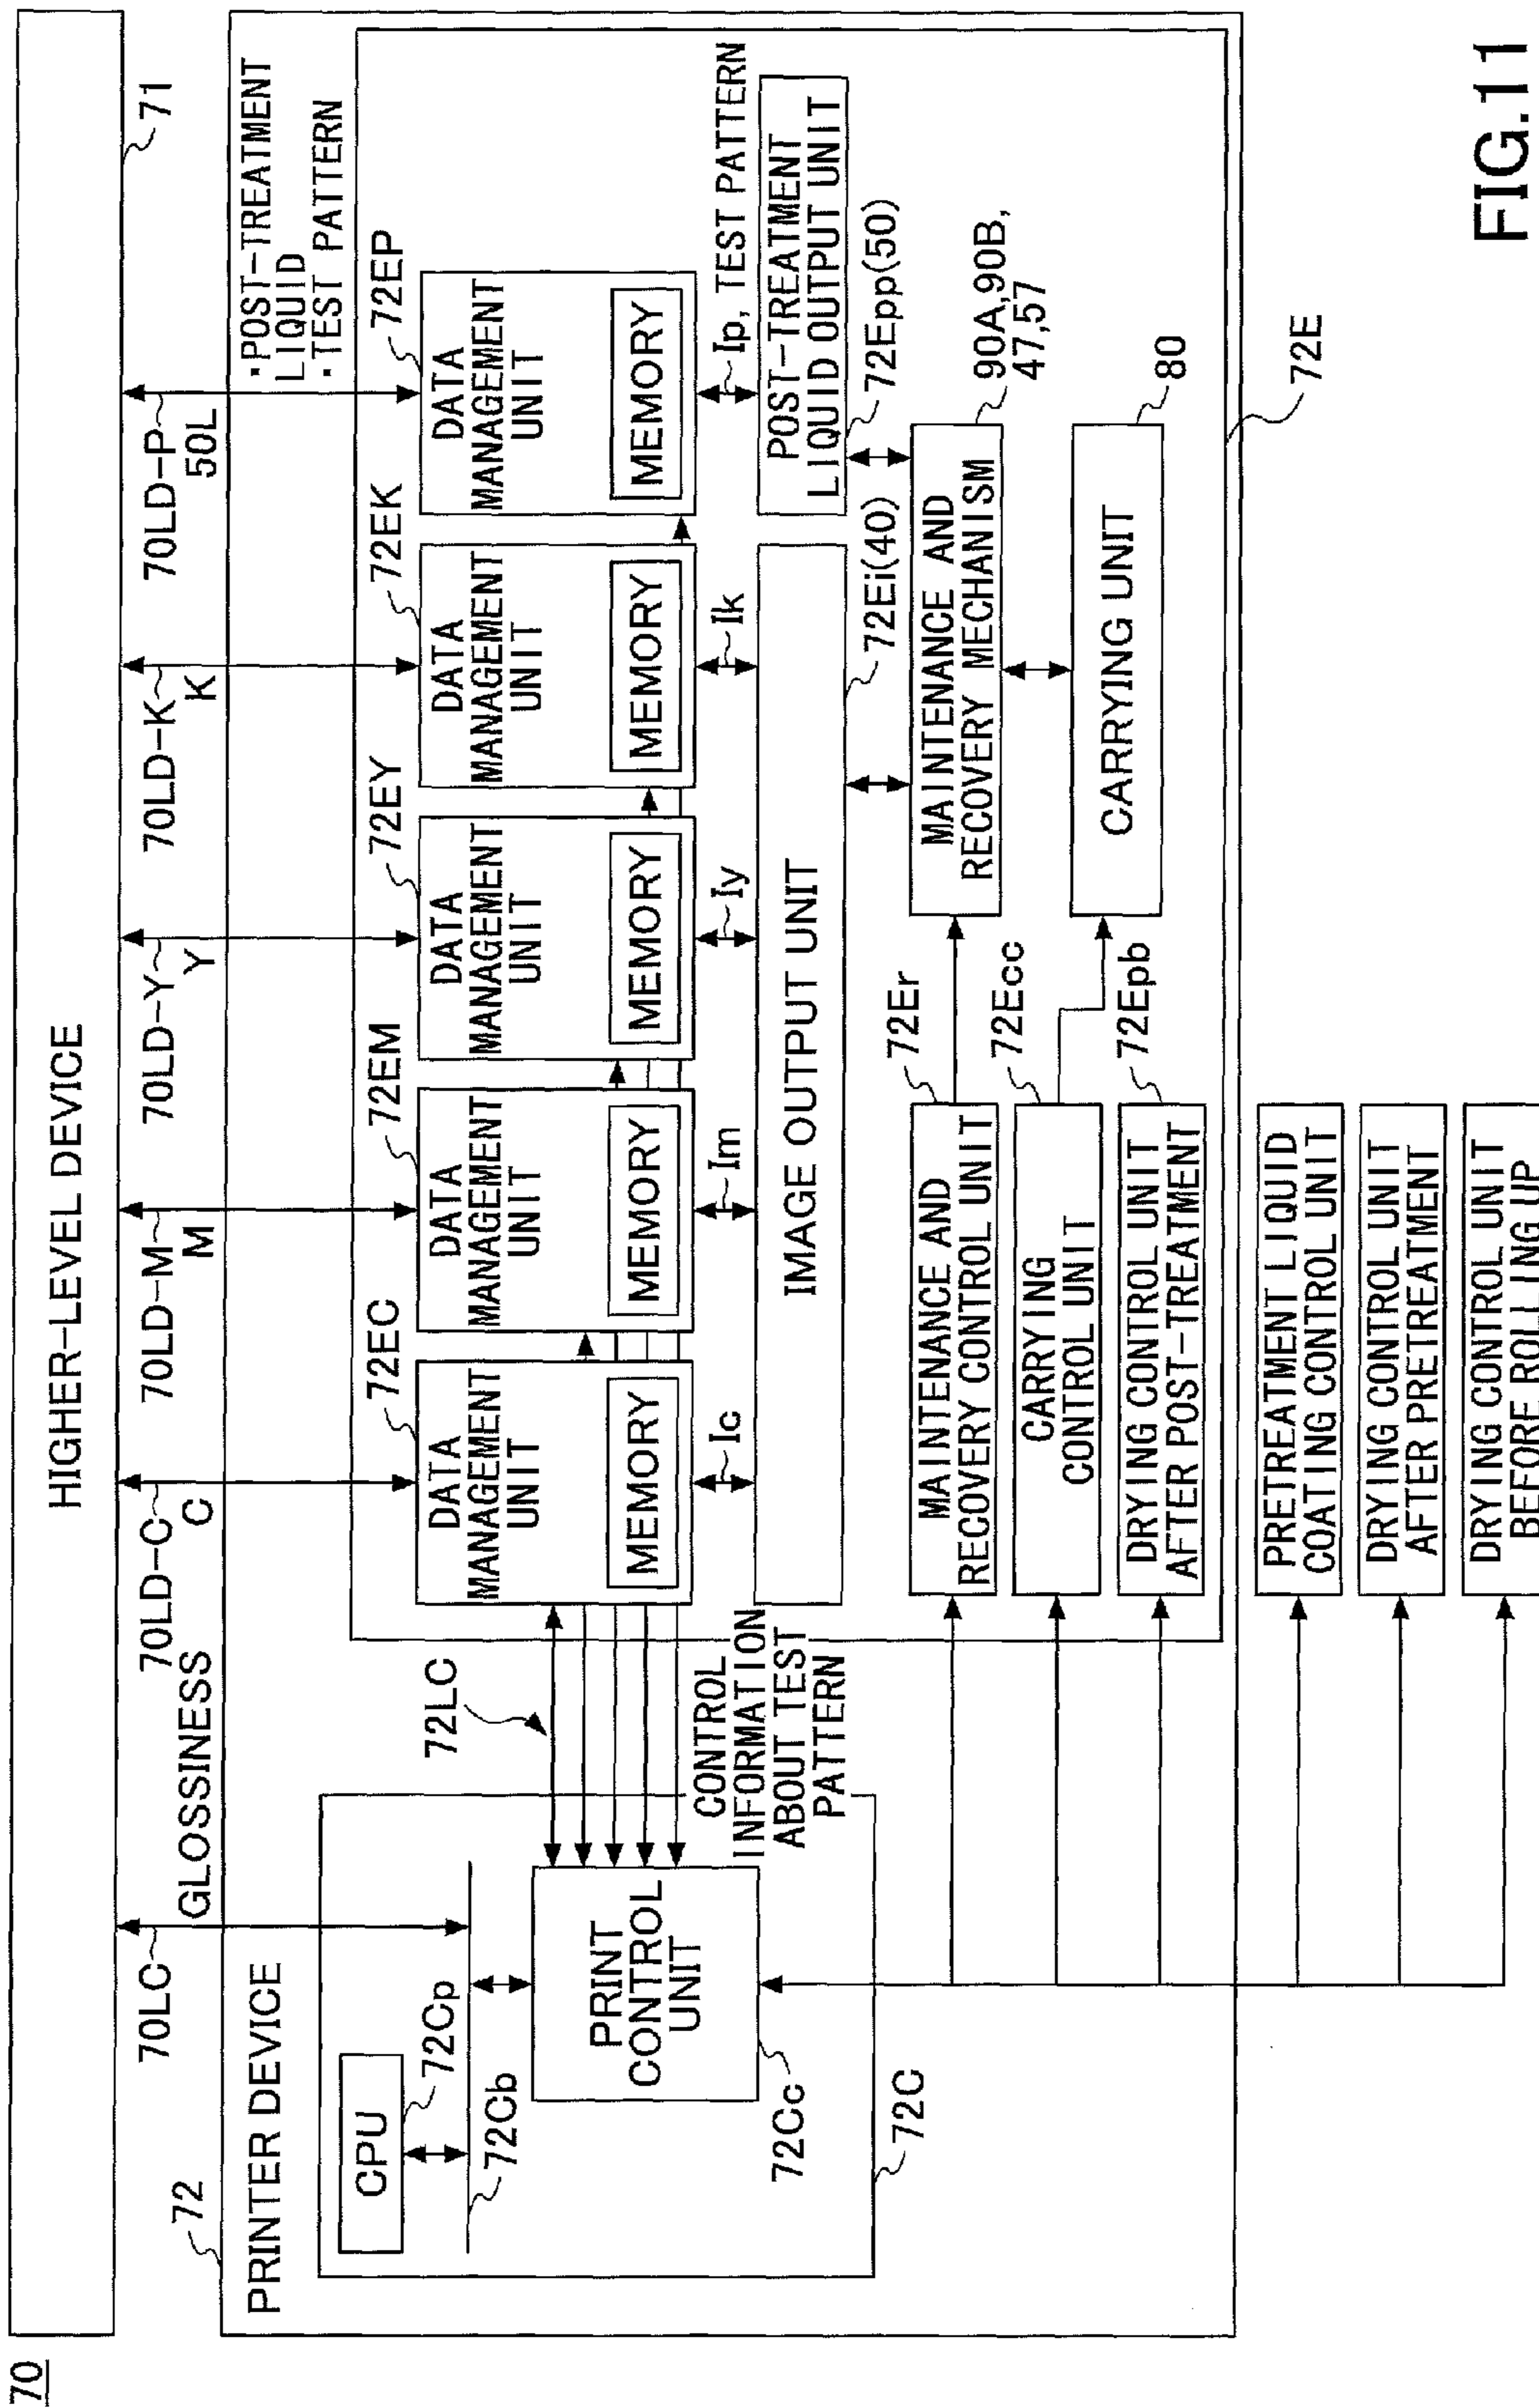 70
HIGHER-LEVEL DEVICE
71
70LC
GLOSSINESS
70LD-C
C
70LD-M
M
70LD-Y
Y
70LD-K
K
70LD-P
50L
・POST-TREATMENT
LIQUID
・TEST PATTERN
72
PRINTER DEVICE
CPU
72Cp
72Cb
PRINT
CONTROL
UNIT
72Cc
72C
72LC
CONTROL
INFORMATION
ABOUT TEST
PATTERN
72EC
DATA
MANAGEMENT
UNIT
MEMORY
72EM
DATA
MANAGEMENT
UNIT
MEMORY
72EY
DATA
MANAGEMENT
UNIT
MEMORY
72EK
DATA
MANAGEMENT
UNIT
MEMORY
72EP
DATA
MANAGEMENT
UNIT
MEMORY
Ic
Im
Iy
Ik
Ip, TEST PATTERN
IMAGE OUTPUT UNIT
72Ei(40)
POST-TREATMENT
LIQUID OUTPUT UNIT
72Epp(50)
MAINTENANCE AND
RECOVERY CONTROL UNIT
72Er
MAINTENANCE AND
RECOVERY MECHANISM
90A,90B,
47,57
CARRYING
CONTROL UNIT
72Ecc
CARRYING UNIT
80
DRYING CONTROL UNIT
AFTER POST-TREATMENT
72Epb
72E
PRETREATMENT LIQUID
COATING CONTROL UNIT
DRYING CONTROL UNIT
AFTER PRETREATMENT
DRYING CONTROL UNIT
BEFORE ROLLING UP
FIG.11